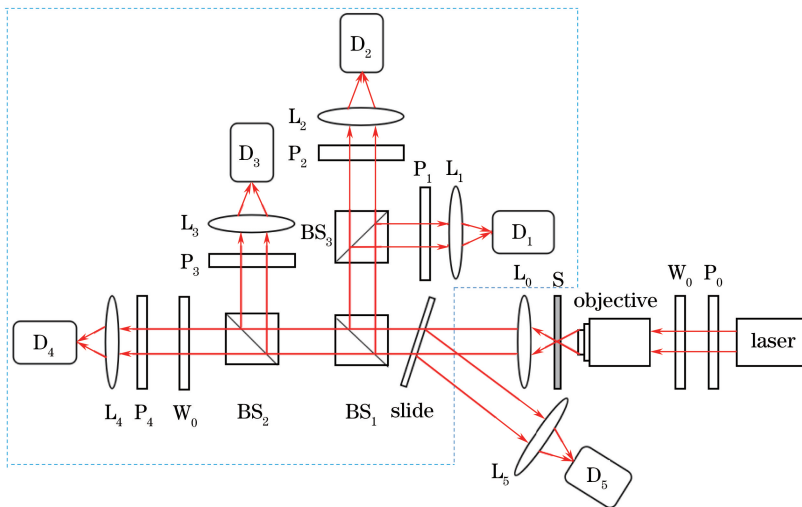 D₂
L₂
D₃
P₂
P₁
L₁
L₃
BS₃
D₁
P₃
L₀
S
objective
W₀
P₀
D₄
laser
L₄
P₄
W₀
BS₂
BS₁
slide
L₅
D₅